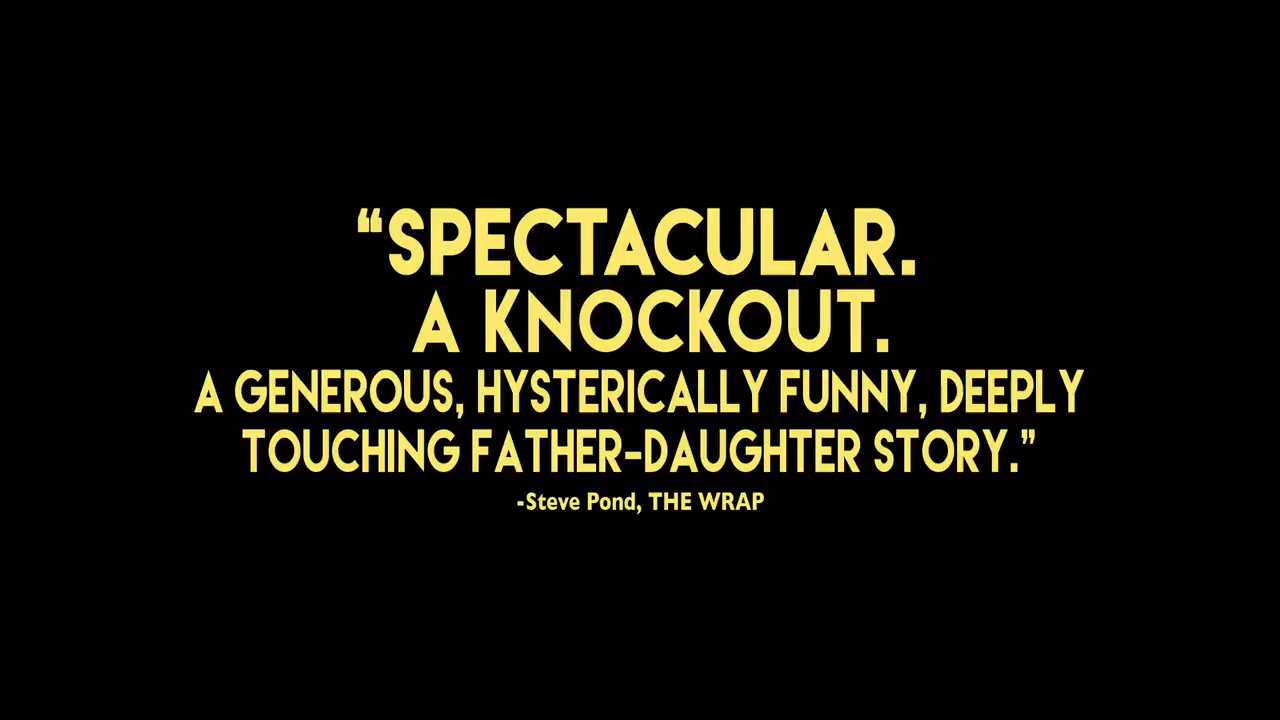 “SPECTACULAR.
A KNOCKOUT.
A GENEROUS, HYSTERICALLY FUNNY, DEEPLY
TOUCHING FATHER-DAUGHTER STORY.”
-Steve Pond, THE WRAP